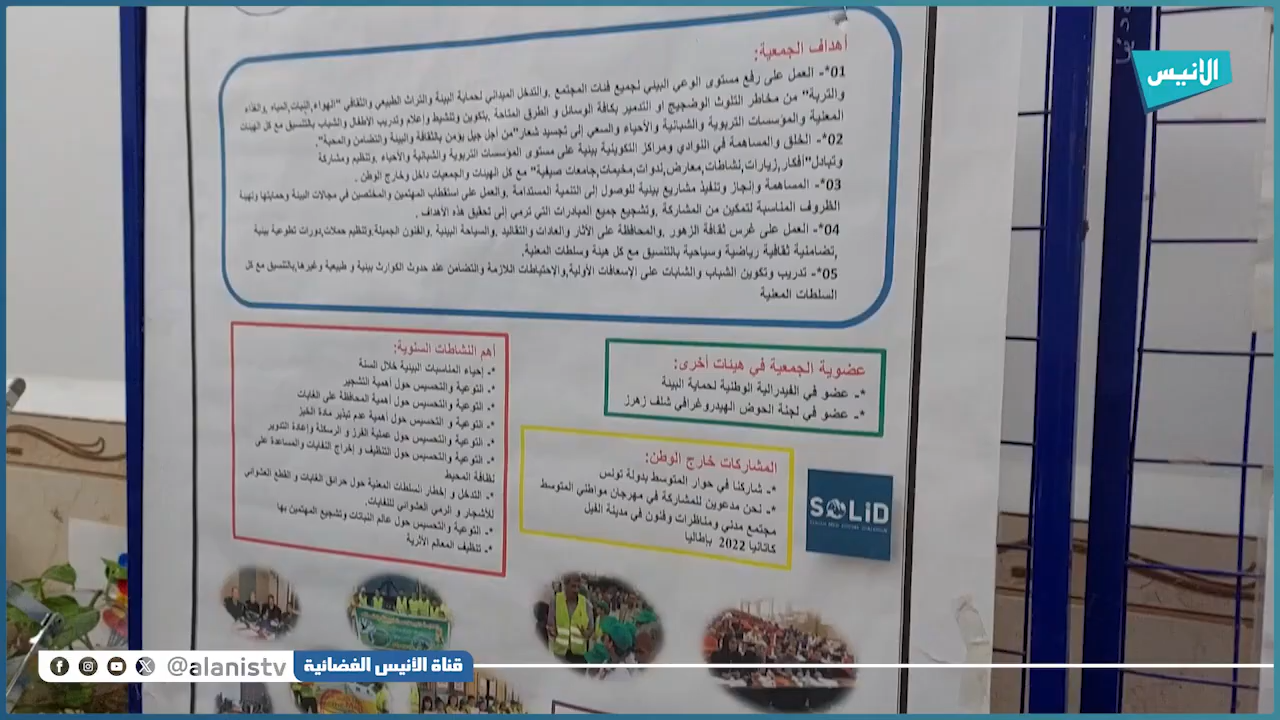 الانيس
أهداف الجمعية:
01*- العمل على رفع مستوى الوعي البيئي لجميع فئات المجتمع .والتدخل الميداني لحماية البيئة والتراث الطبيعي والثقافي "الهواء,النبات,المياه ,والغذاء
والتربة" من مخاطر التلوث الوضجيج او التدمير بكافة الوسائل و الطرق المتاحة .بتكوين وتنشيط وإعلام وتدريب الأطفال والشباب بالتنسيق مع كل الهيئات
المعنية والمؤسسات التربوية والشبانية والأحياء والسعي إلى تجسيد شعار"من أجل جيل يؤمن بالثقافة والبيئة والتضامن والمحبة".
02*- الخلق والمساهمة في النوادي ومراكز التكوينية بيئية على مستوى المؤسسات التربوية والشبانية والأحياء .وتنظيم ومشاركة
وتبادل"أفكار,زيارات,نشاطات,معارض,ندوات,مخيمات,جامعات صيفية" مع كل الهيئات والجمعيات داخل وخارج الوطن .
03*- المساهمة وإنجاز وتنفيذ مشاريع بيئية للوصول إلى التنمية المستدامة .والعمل على استقطاب المهتمين والمختصين في مجالات البيئة وحمايتها وتهيئة
الظروف المناسبة لتمكين من المشاركة .وتشجيع جميع المبادرات التي ترمي إلى تحقيق هذه الأهداف .
04*- العمل على غرس ثقافة الزهور .والمحافظة على الأثار والعادات والتقاليد .والسياحة البيئية .والفنون الجميلة.وتنظيم حملات,دورات تطوعية بيئية
,تضامنية ثقافية رياضية وسياحية بالتنسيق مع كل هيئة وسلطات المعنية.
05*- تدريب وتكوين الشباب والشابات على الإسعافات الأولية,والإحتياطات اللازمة والتضامن عند حدوث الكوارث بيئية و طبيعية وغيرها,بالتنسيق مع كل
السلطات المعنية
عضوية الجمعية في هيئات أخرى:
*- عضو في الفيدرالية الوطنية لحماية البيئة
*- عضو في لجنة الحوض الهيدروغرافي شلف زهرز
أهم النشاطات السنوية:
*- إحياء المناسبات البيئية خلال السنة
*- التوعية والتحسيس حول أهمية التشجير
*- التوعية والتحسيس حول أهمية المحافظة على الغابات
*- التوعية و التحسيس حول أهمية عدم تبذير مادة الخبز
*- التوعية والتحسيس حول عملية الفرز و الرسكلة وإعادة التدوير
*- التوعية والتحسيس حول التنظيف و إخراج النفايات والمساعدة على
نظافة المحيط
*- التدخل و إخطار السلطات المعنية حول حرائق الغابات و القطع العشوائي
للأشجار و الرمي العشوائي للنفايات.
*- التوعية والتحسيس حول عالم النباتات وتشجيع المهتمين بها
*- تنظيف المعالم الأثرية
المشاركات خارج الوطن:
*- شاركنا في حوار المتوسط بدولة تونس
*- نحن مدعوين للمشاركة في مهرجان مواطني المتوسط
مجتمع مدني ومناظرات وفنون في مدينة الفيل
كاتانيا 2022 بإطاليا
SOLiD
@alanistv
قناة الأنيس الفضائية